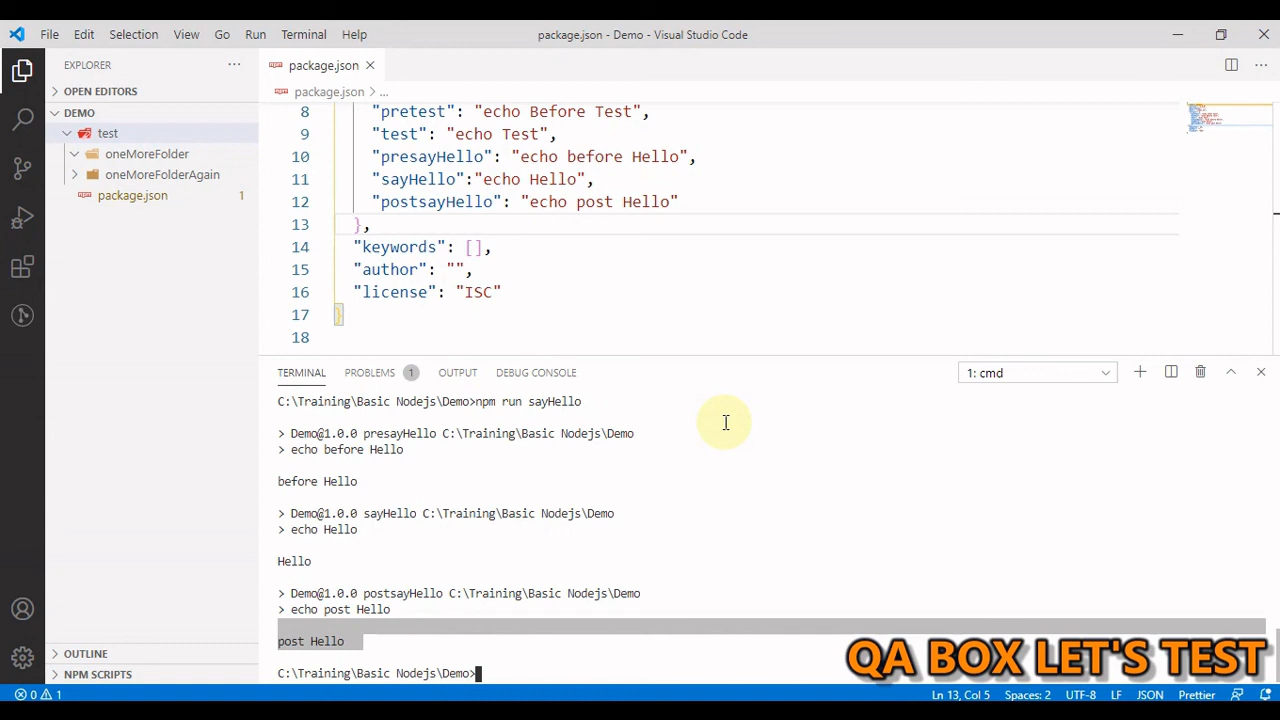 File Edit Selection View Go Run Terminal Help package.json - Demo - Visual Studio Code
EXPLORER
OPEN EDITORS
DEMO
test
oneMoreFolder
oneMoreFolderAgain
package.json 1
OUTLINE
NPM SCRIPTS
package.json
package.json > ...
8 "pretest": "echo Before Test",
9 "test": "echo Test",
10 "presayHello": "echo before Hello",
11 "sayHello":"echo Hello",
12 "postsayHello": "echo post Hello"
13 },
14 "keywords": [],
15 "author": "",
16 "license": "ISC"
17 }
18
TERMINAL PROBLEMS 1 OUTPUT DEBUG CONSOLE 1: cmd
C:\Training\Basic Nodejs\Demo>npm run sayHello
> Demo@1.0.0 presayHello C:\Training\Basic Nodejs\Demo
> echo before Hello
before Hello
> Demo@1.0.0 sayHello C:\Training\Basic Nodejs\Demo
> echo Hello
Hello
> Demo@1.0.0 postsayHello C:\Training\Basic Nodejs\Demo
> echo post Hello
post Hello
C:\Training\Basic Nodejs\Demo>
QA BOX LET'S TEST
0 1 Ln 13, Col 5 Spaces: 2 UTF-8 LF JSON Prettier